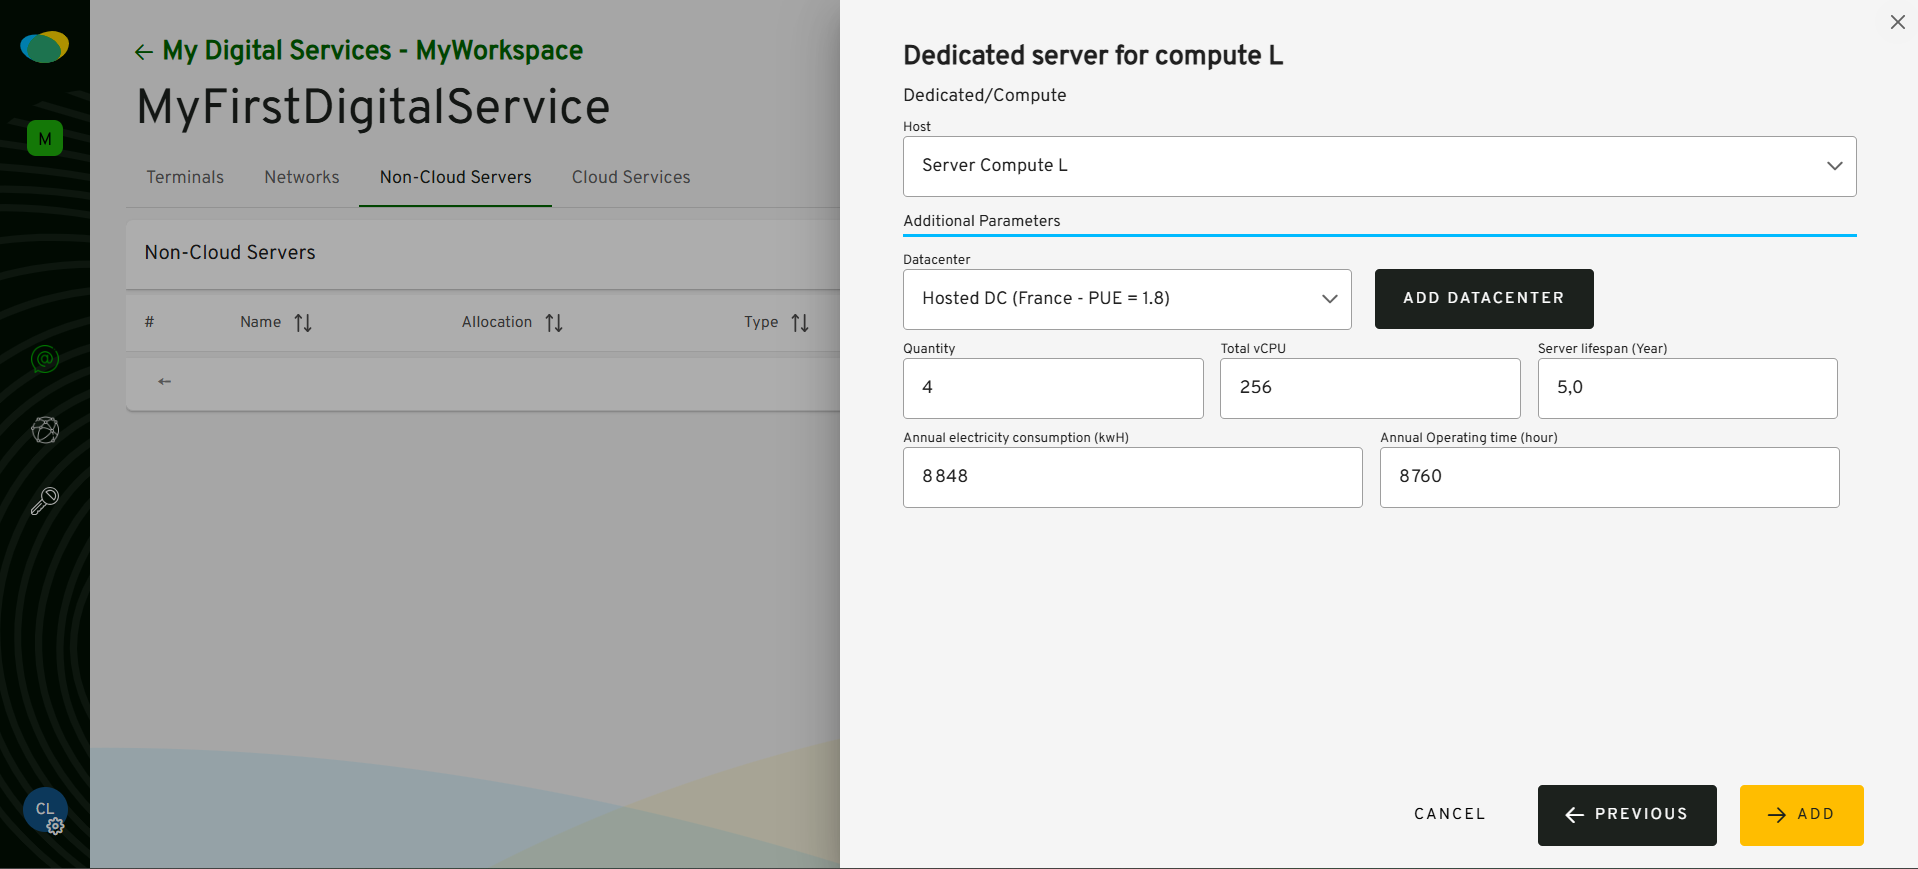 ← My Digital Services - MyWorkspace
MyFirstDigitalService
M
Terminals Networks Non-Cloud Servers Cloud Services
Non-Cloud Servers
# Name Allocation Type
←
CL
Dedicated server for compute L
Dedicated/Compute
Host
Server Compute L
Additional Parameters
Datacenter
Hosted DC (France - PUE = 1.8) ADD DATACENTER
Quantity Total vCPU Server lifespan (Year)
4 256 5,0
Annual electricity consumption (kwH) Annual Operating time (hour)
8 848 8 760
CANCEL ← PREVIOUS → ADD